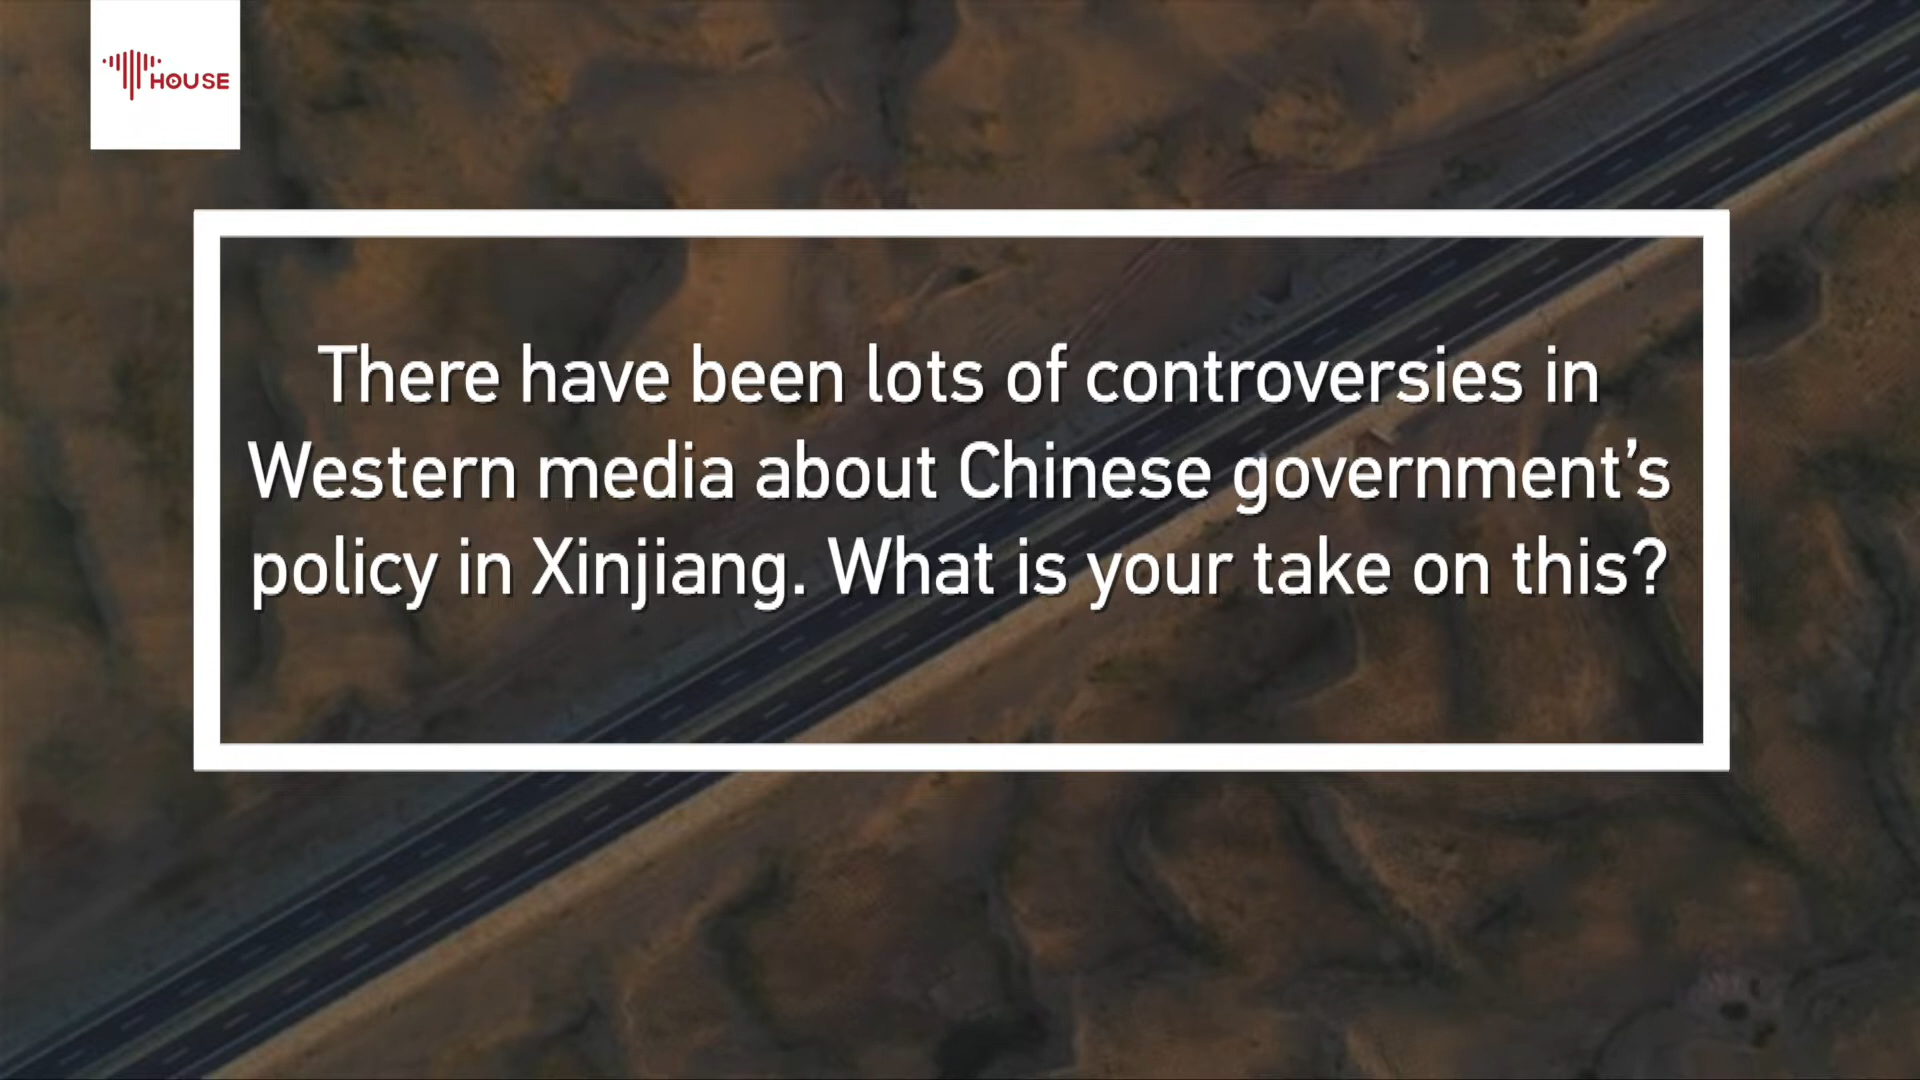 HOUSE
There have been lots of controversies in
Western media about Chinese government’s
policy in Xinjiang. What is your take on this?